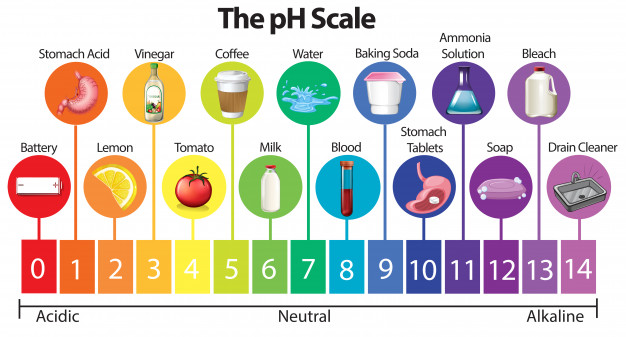 The pH Scale
Stomach Acid
Vinegar
Coffee
Water
Baking Soda
Ammonia
Solution
Bleach
Battery
Lemon
Tomato
Milk
Blood
Stomach
Tablets
Soap
Drain Cleaner
0 1 2 3 4 5 6 7 8 9 10 11 12 13 14
Acidic Neutral Alkaline